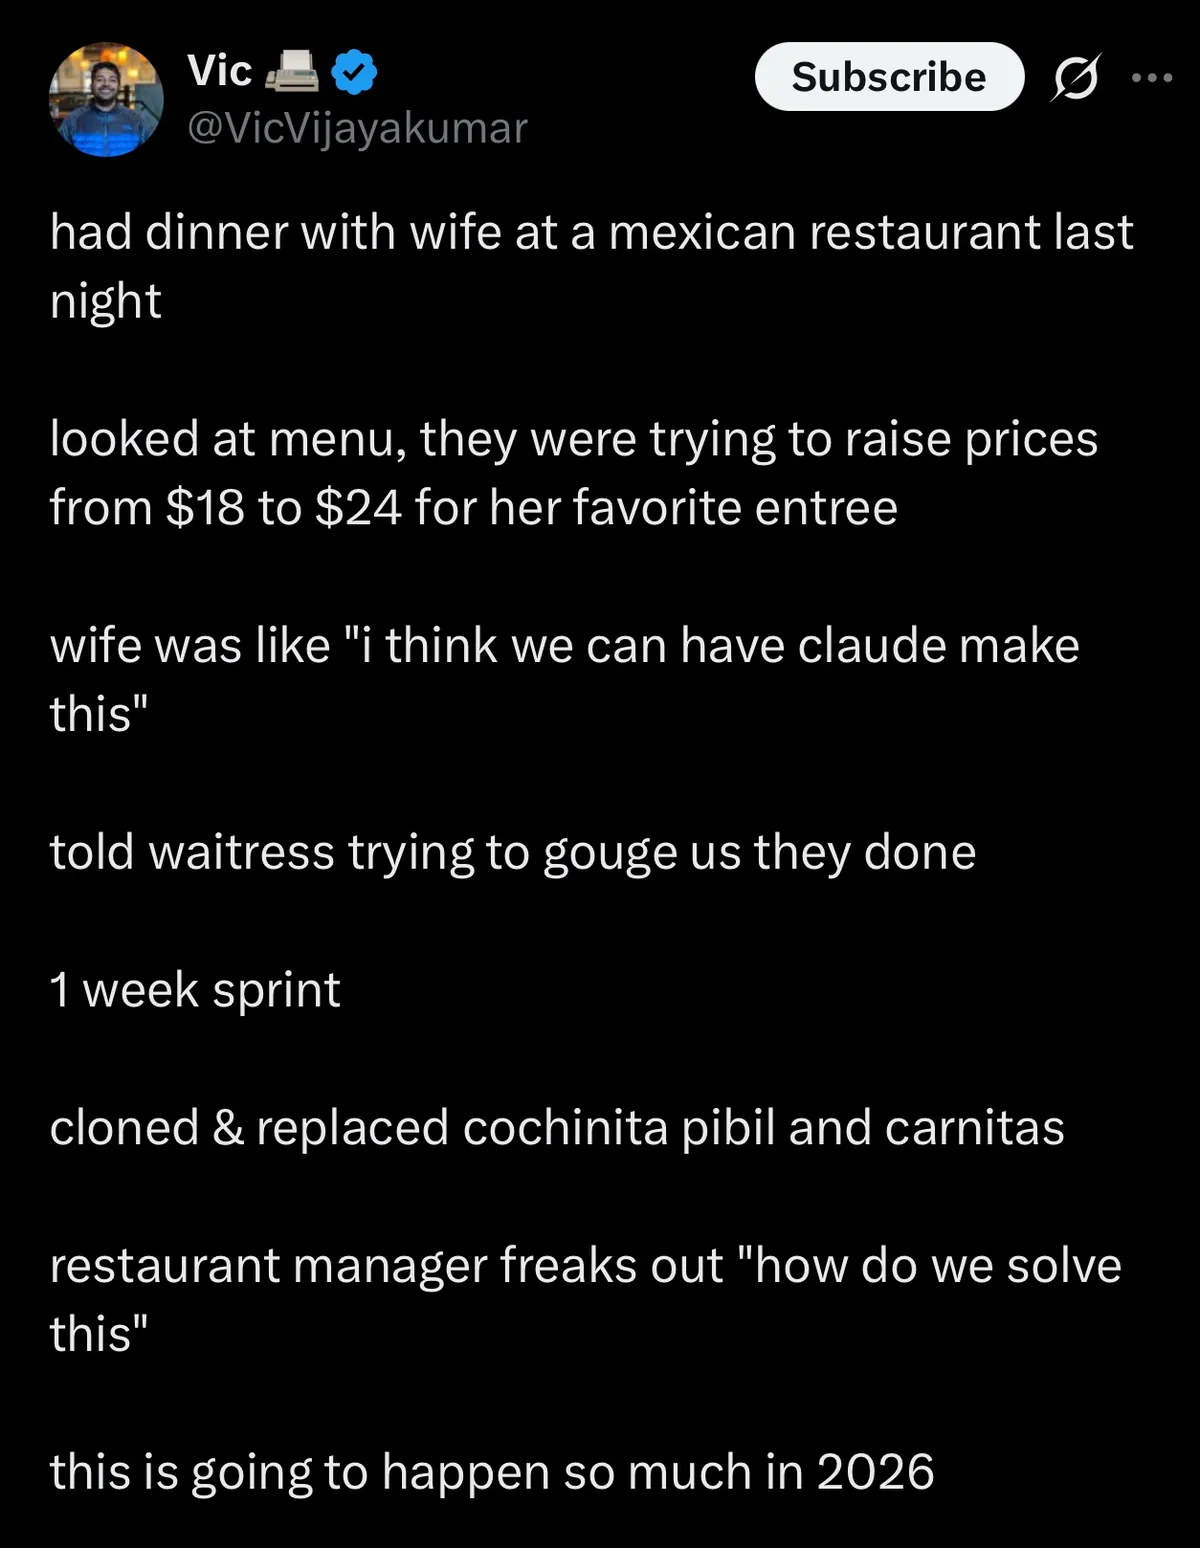 Vic
Subscribe
@VicVijayakumar
had dinner with wife at a mexican restaurant last
night
looked at menu, they were trying to raise prices
from $18 to $24 for her favorite entree
wife was like "i think we can have claude make
this"
told waitress trying to gouge us they done
1 week sprint
cloned & replaced cochinita pibil and carnitas
restaurant manager freaks out "how do we solve
this"
this is going to happen so much in 2026